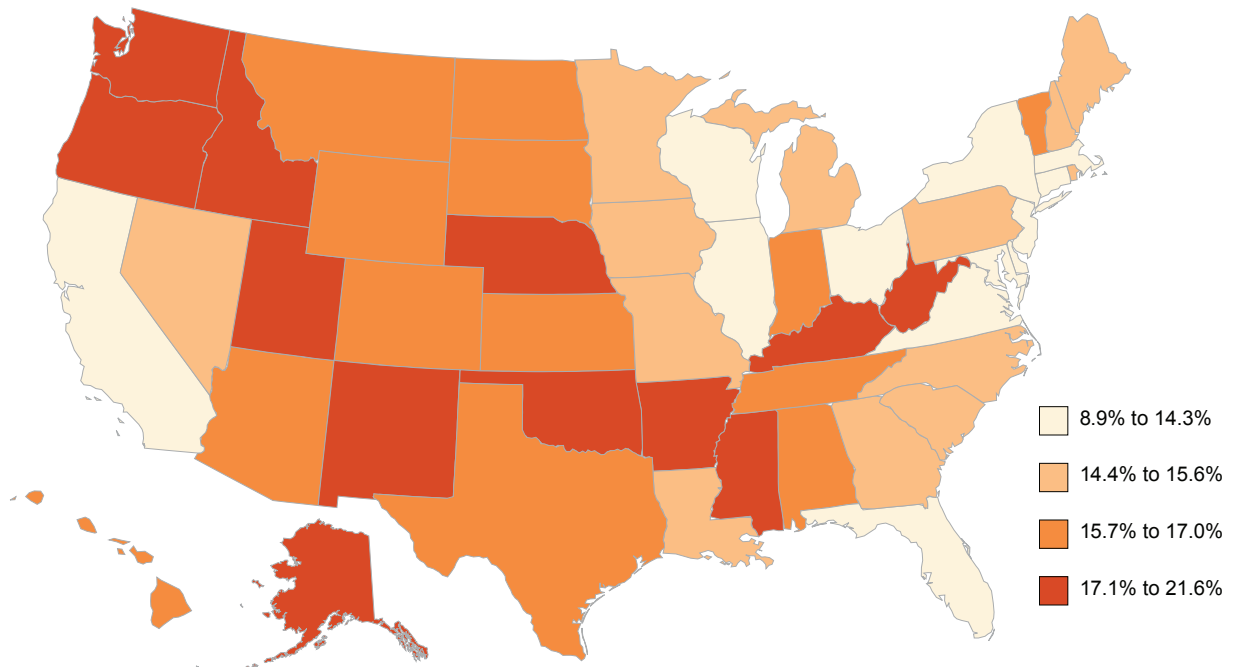 8.9% to 14.3%
14.4% to 15.6%
15.7% to 17.0%
17.1% to 21.6%